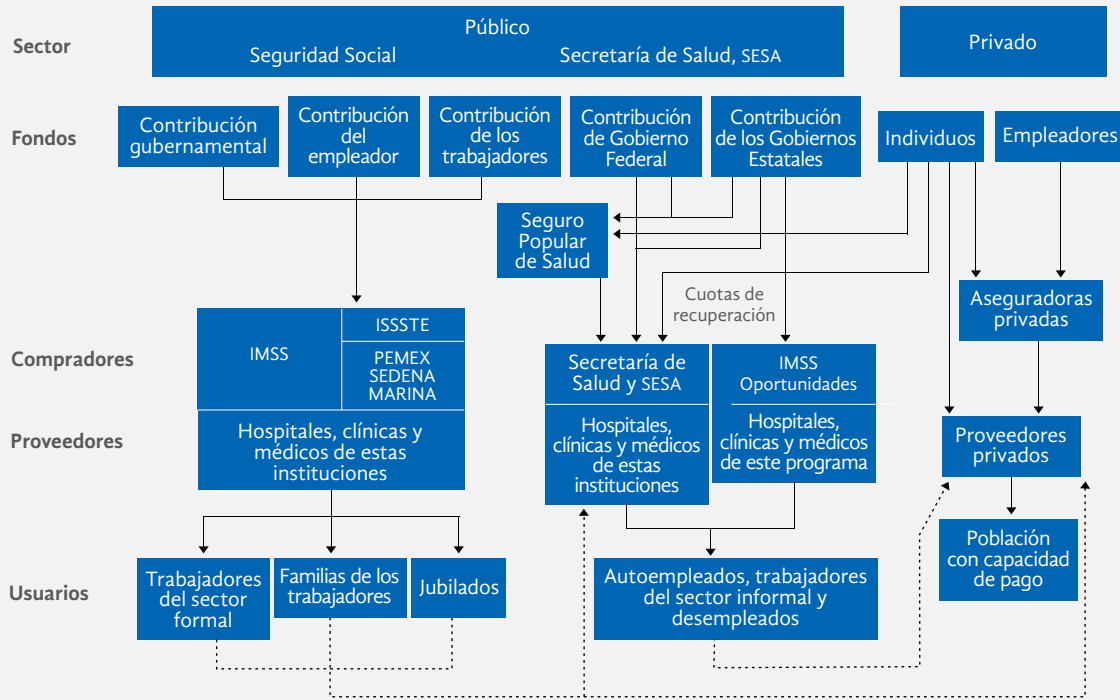 Sector
Público
Seguridad Social
Secretaría de Salud, SESA
Privado
Fondos
Contribución
gubernamental
Contribución
del
empleador
Contribución
de los
trabajadores
Contribución
de Gobierno
Federal
Contribución
de los Gobiernos
Estatales
Individuos
Empleadores
Seguro
Popular
de Salud
Cuotas de
recuperación
Aseguradoras
privadas
Compradores
IMSS
ISSSTE
PEMEX
SEDENA
MARINA
Secretaría de
Salud y SESA
IMSS
Oportunidades
Proveedores
Hospitales, clínicas y
médicos de estas
instituciones
Hospitales,
clínicas y médicos
de estas
instituciones
Hospitales,
clínicas y médicos
de este programa
Proveedores
privados
Usuarios
Trabajadores
del sector
formal
Familias de los
trabajadores
Jubilados
Autoempleados, trabajadores
del sector informal y
desempleados
Población
con capacidad
de pago